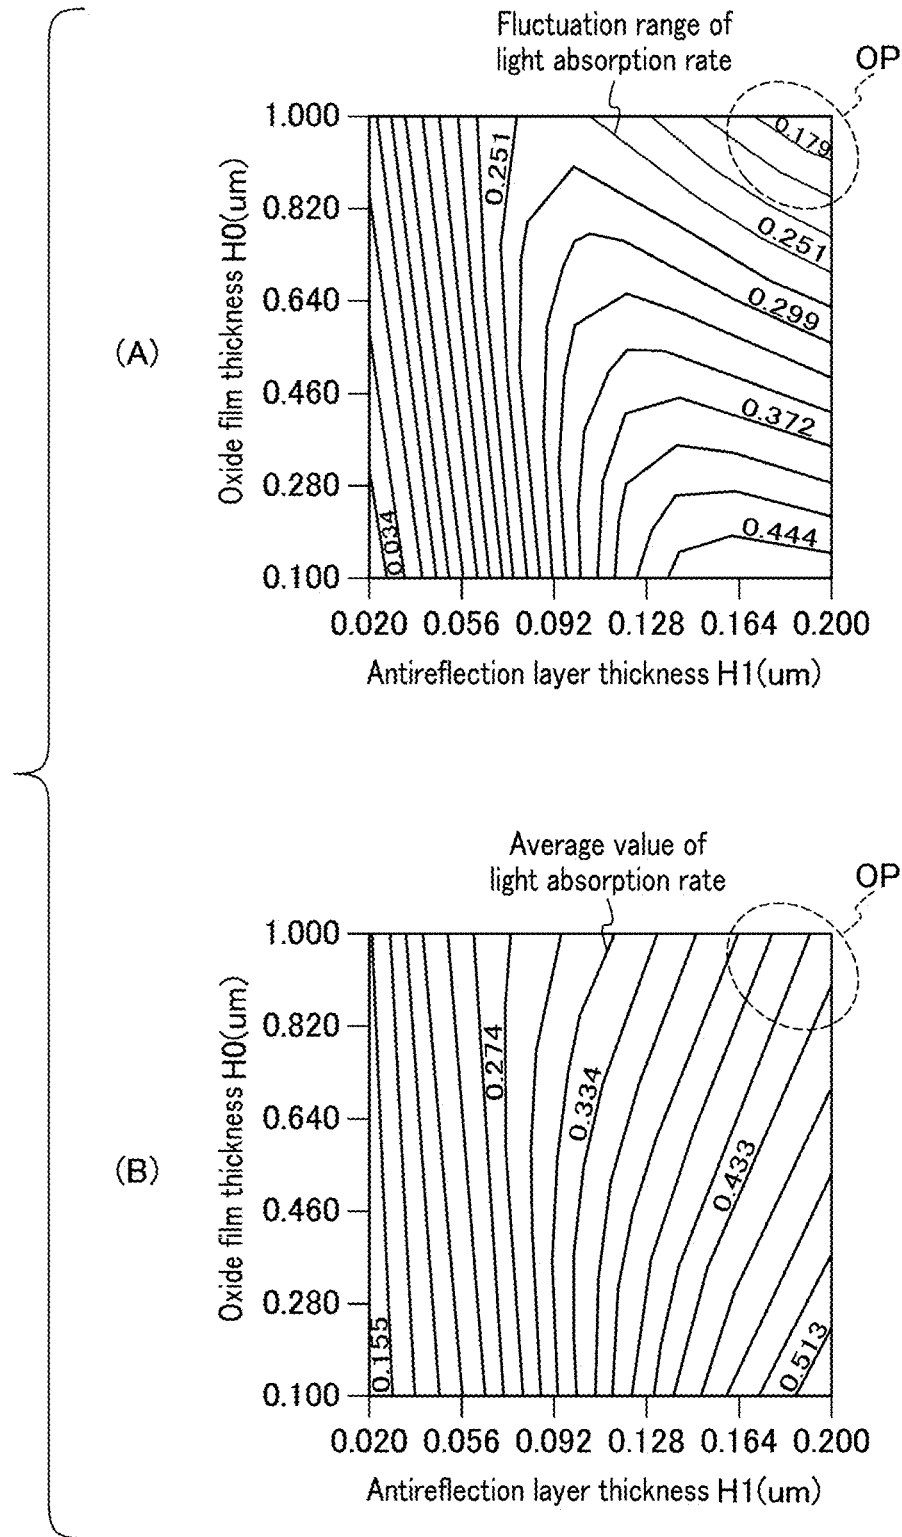 Fluctuation range of
light absorption rate
OP
(A)
Oxide film thickness H0(um)
1.000
0.820
0.640
0.460
0.280
0.100
0.251
0.179
0.251
0.299
0.372
0.444
0.034
0.020 0.056 0.092 0.128 0.164 0.200
Antireflection layer thickness H1(um)
Average value of
light absorption rate
OP
(B)
Oxide film thickness H0(um)
1.000
0.820
0.640
0.460
0.280
0.100
0.274
0.334
0.433
0.155
0.513
0.020 0.056 0.092 0.128 0.164 0.200
Antireflection layer thickness H1(um)